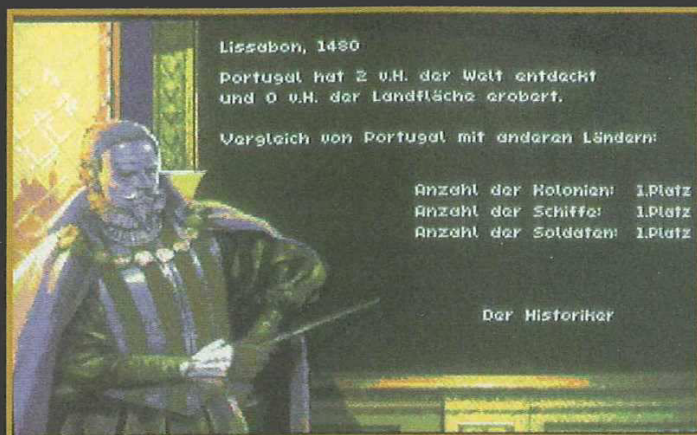 Lissabon, 1480
Portugal hat 2 v.H. der Welt entdeckt
und 0 v.H. der Landfläche erobert.
Vergleich von Portugal mit anderen Ländern:
Anzahl der Kolonien: 1.Platz
Anzahl der Schiffe: 1.Platz
Anzahl der Soldaten: 1.Platz
Der Historiker